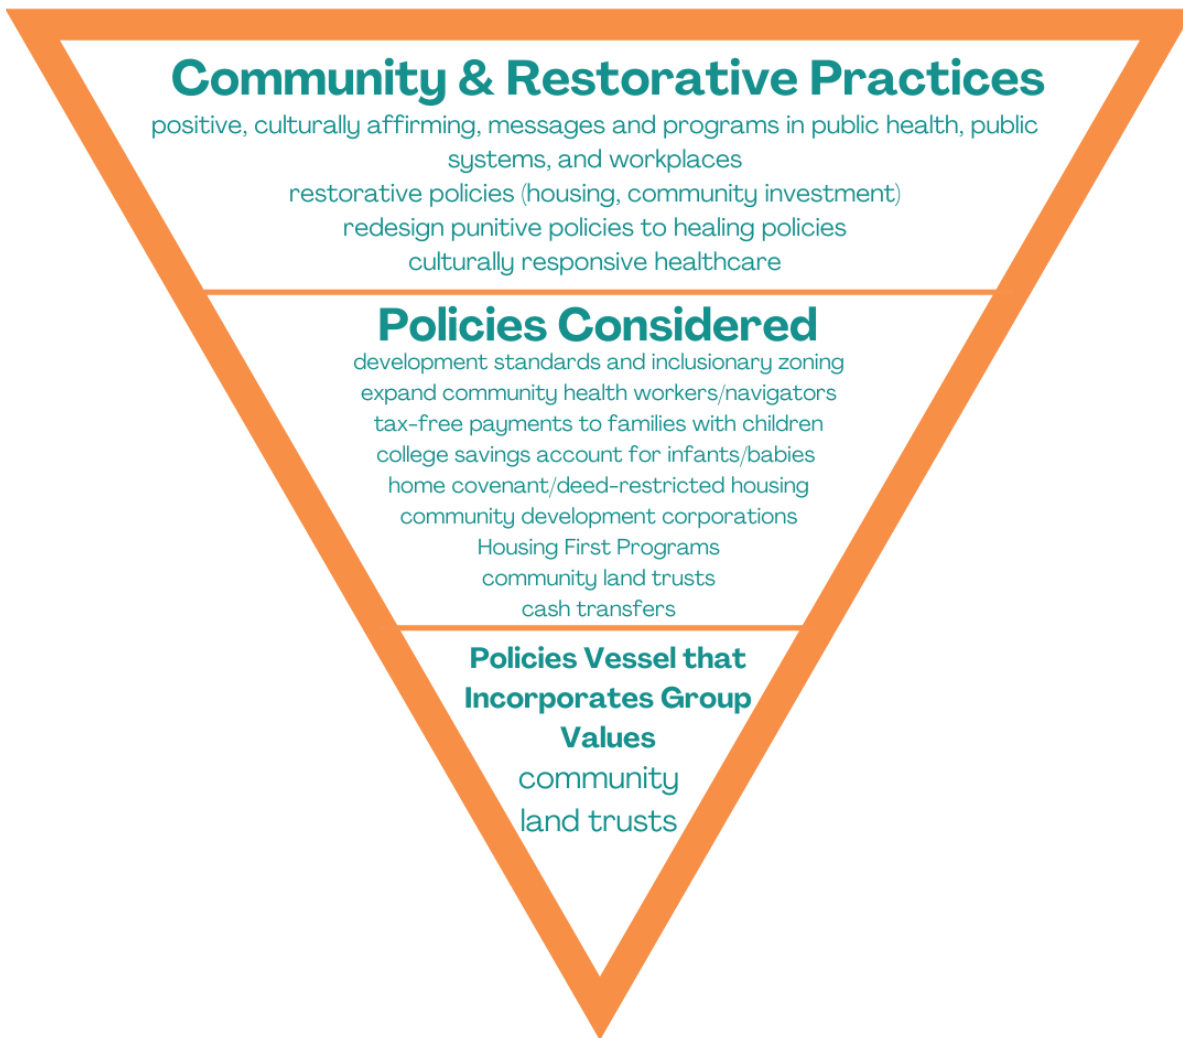 Community & Restorative Practices
positive, culturally affirming, messages and programs in public health, public
systems, and workplaces
restorative policies (housing, community investment)
redesign punitive policies to healing policies
culturally responsive healthcare
Policies Considered
development standards and inclusionary zoning
expand community health workers/navigators
tax-free payments to families with children
college savings account for infants/babies
home covenant/deed-restricted housing
community development corporations
Housing First Programs
community land trusts
cash transfers
Policies Vessel that
Incorporates Group
Values
community
land trusts